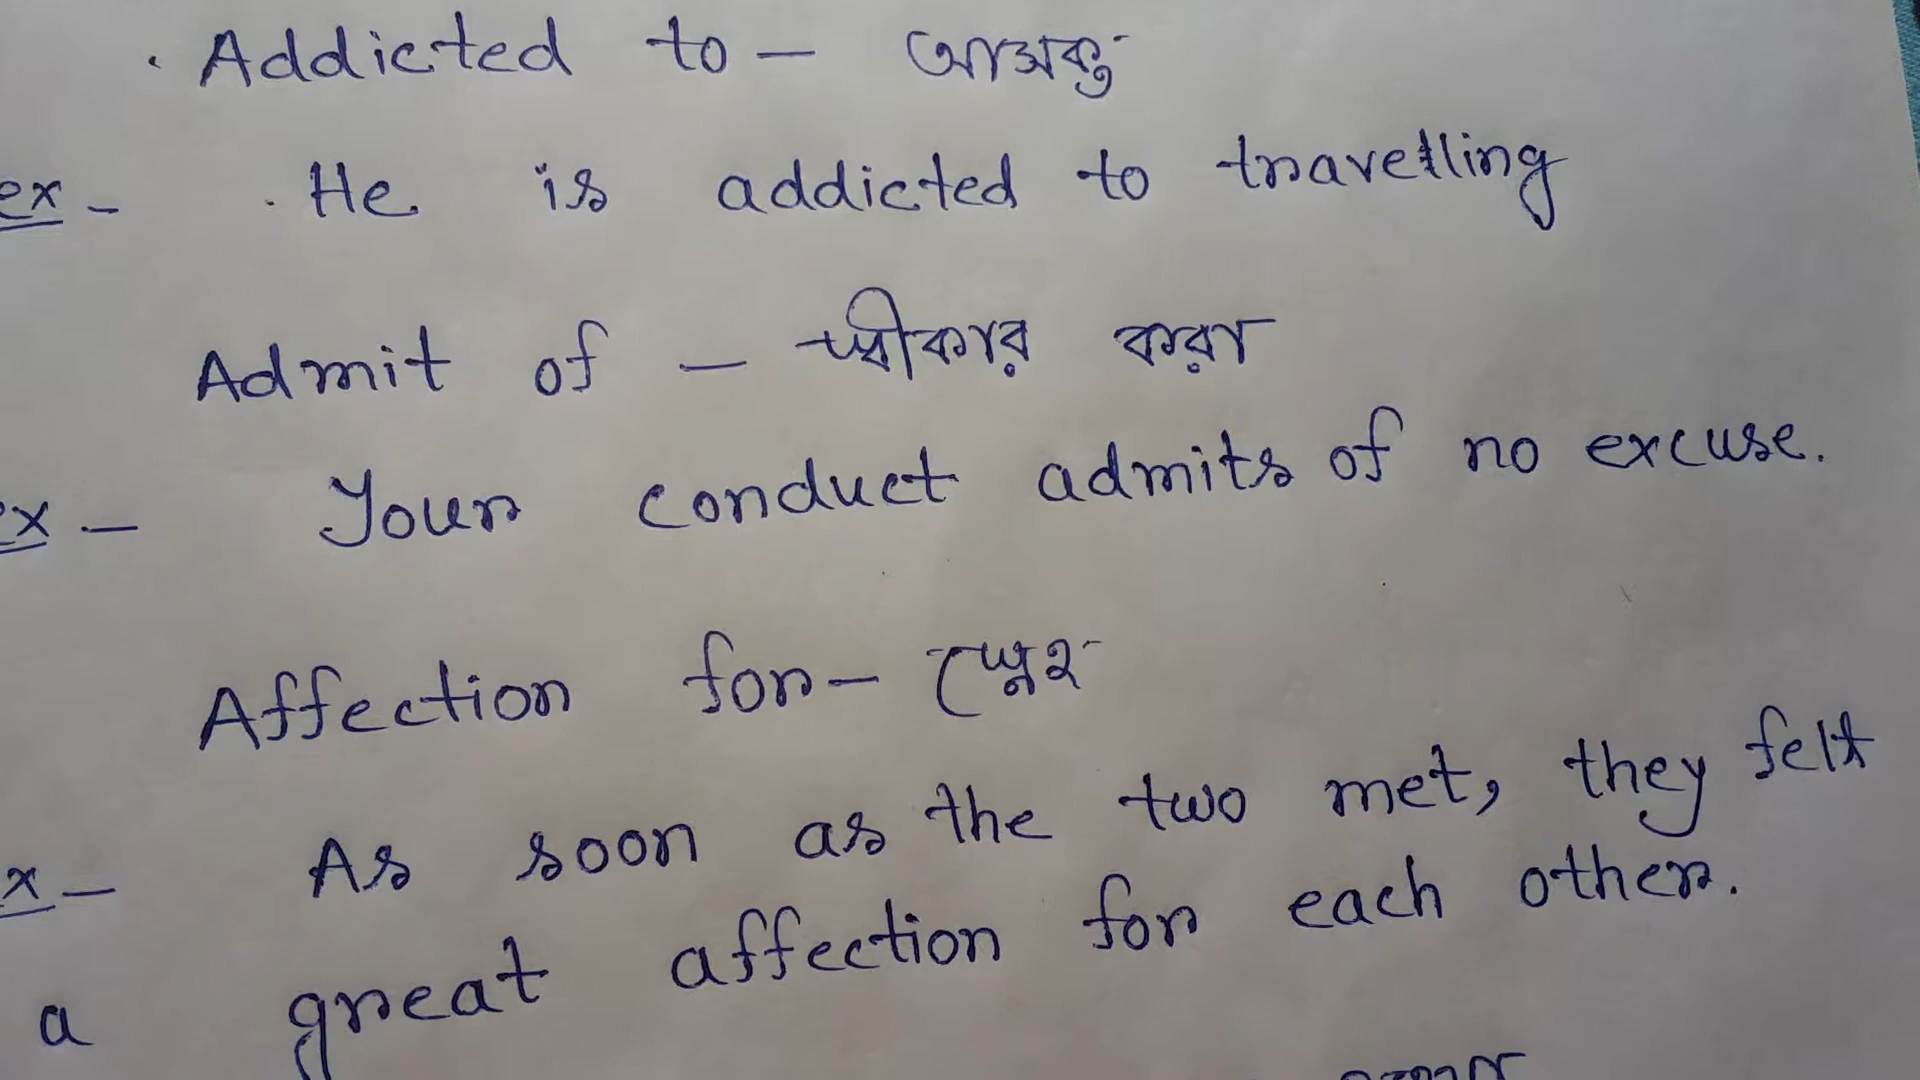 Addicted to – আসক্ত
ex – He is addicted to travelling
Admit of – স্বীকার করা
ex – Your conduct admits of no excuse.
Affection for – স্নেহ
x – As soon as the two met, they felt
a great affection for each other.